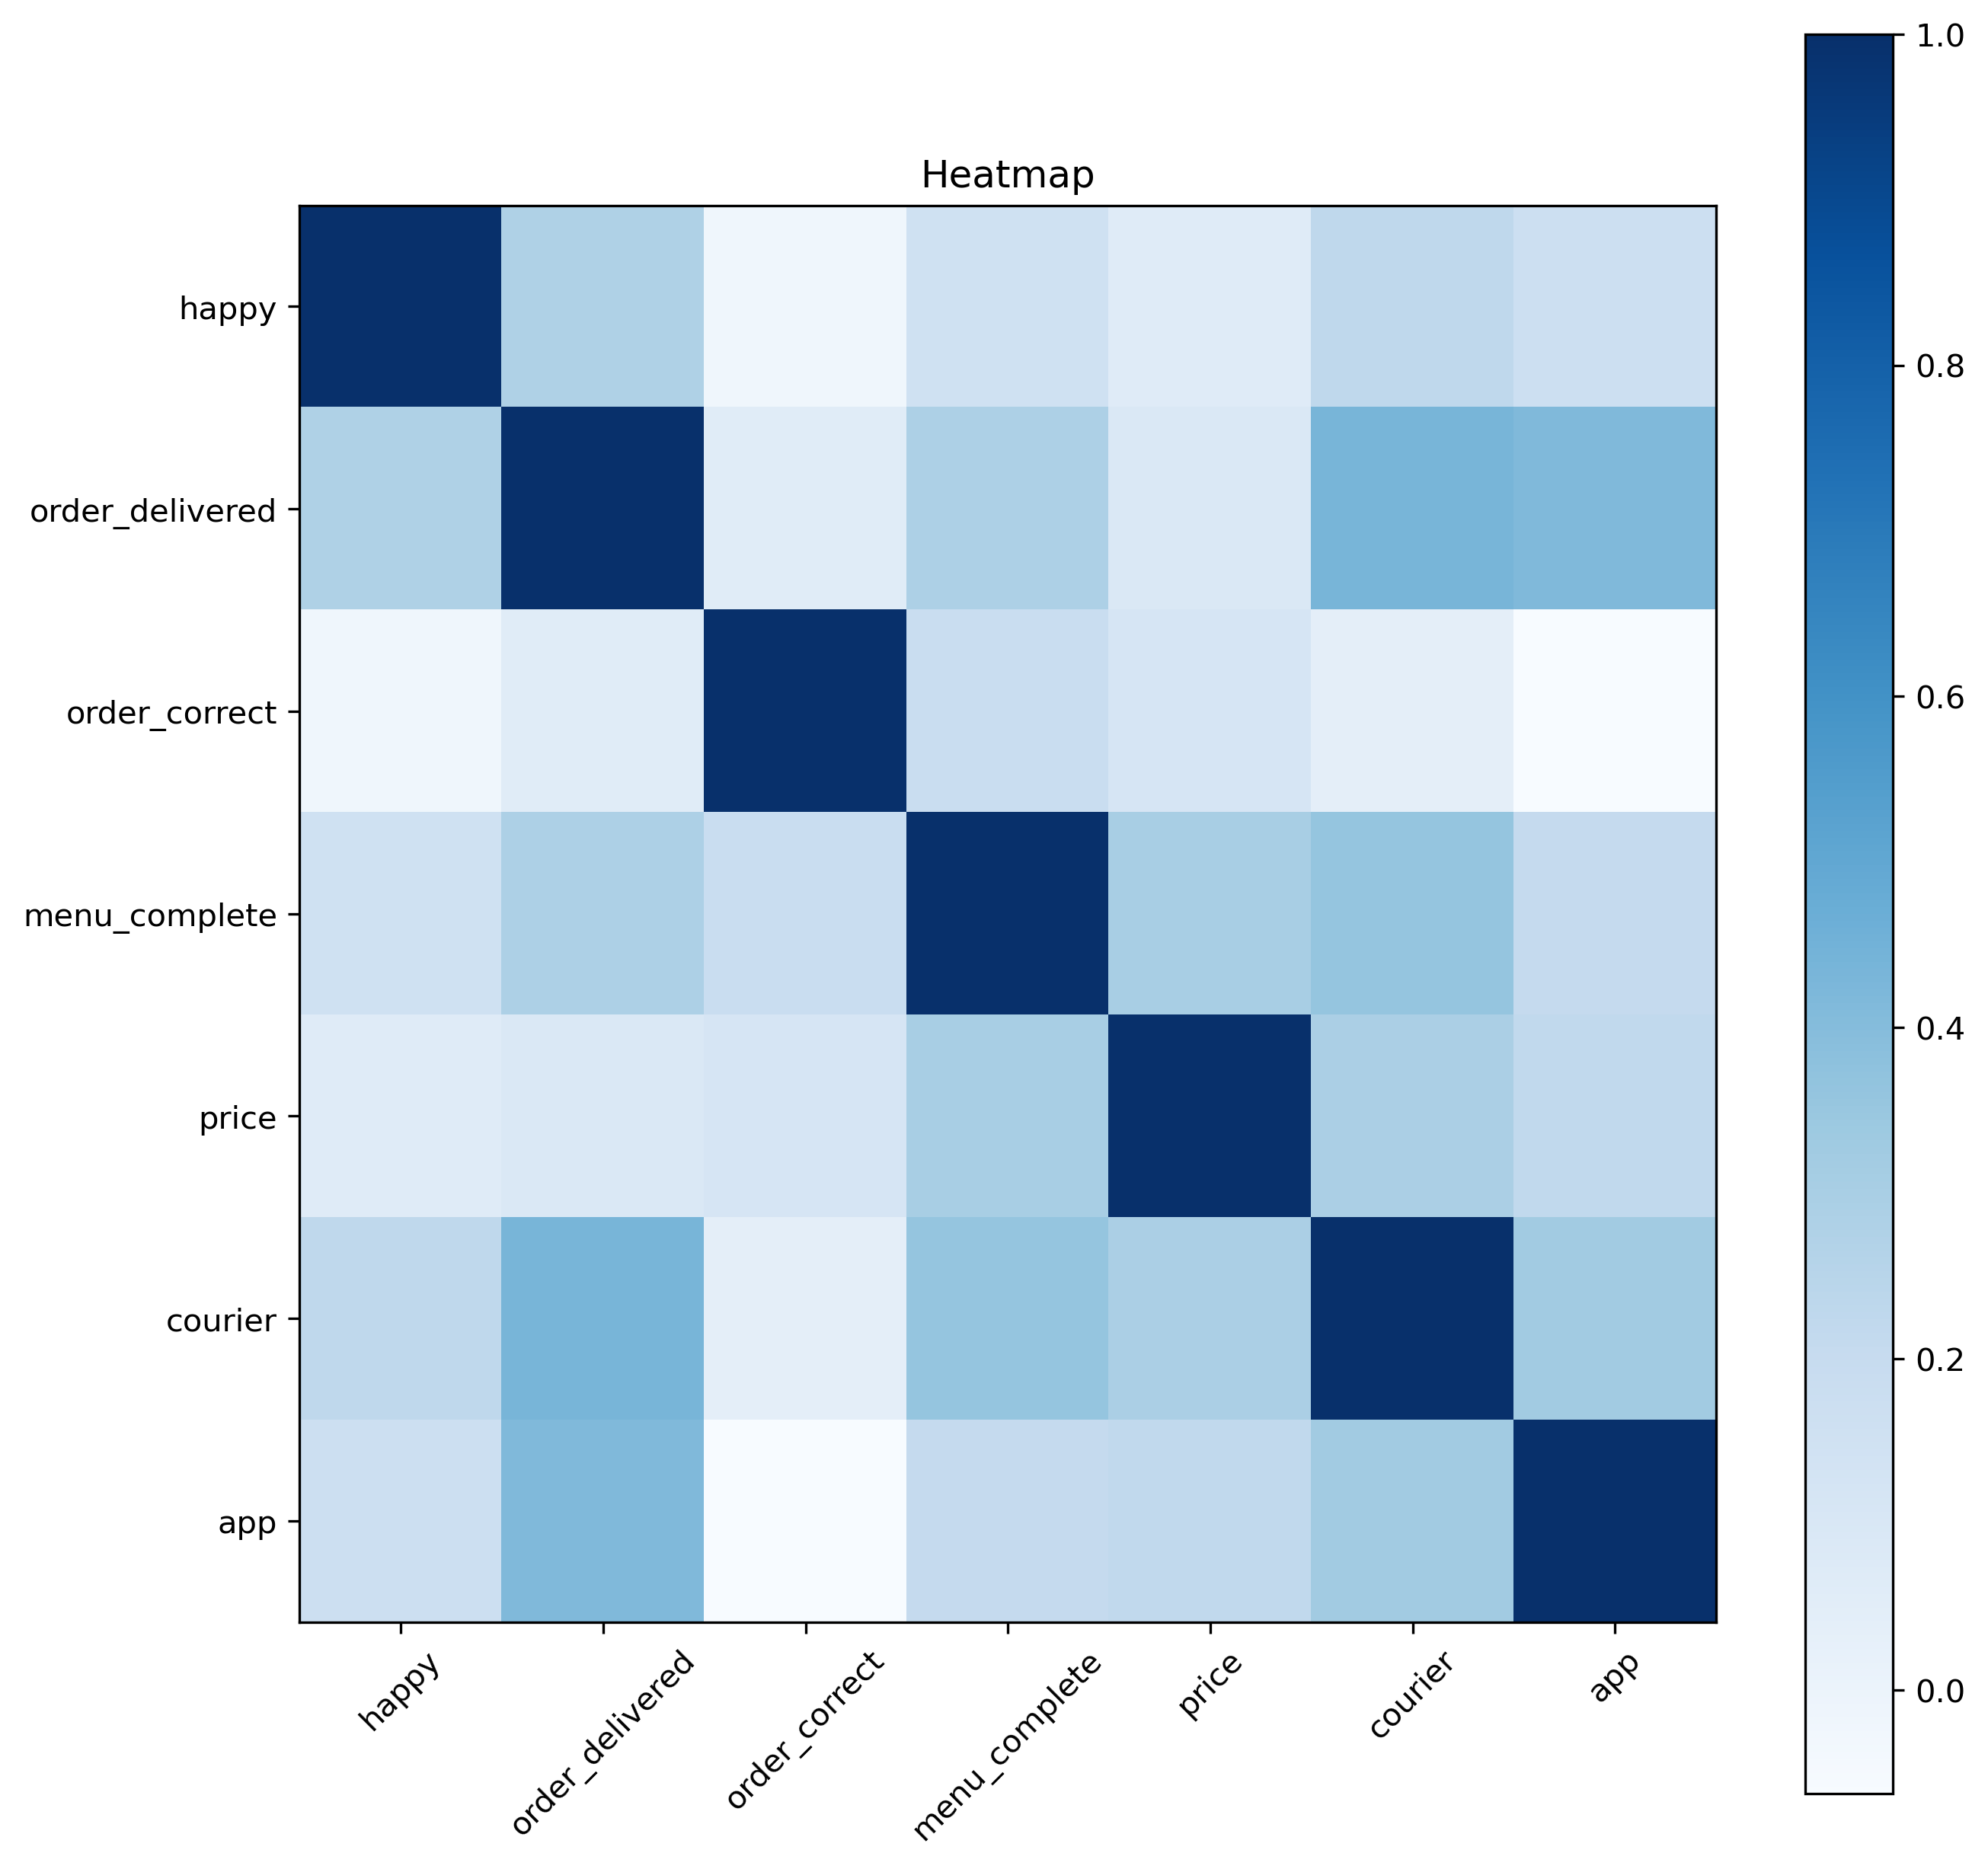 Heatmap
happy
order_delivered
order_correct
menu_complete
price
courier
app
happy
order_delivered
order_correct
menu_complete
price
courier
app
1.0
0.8
0.6
0.4
0.2
0.0